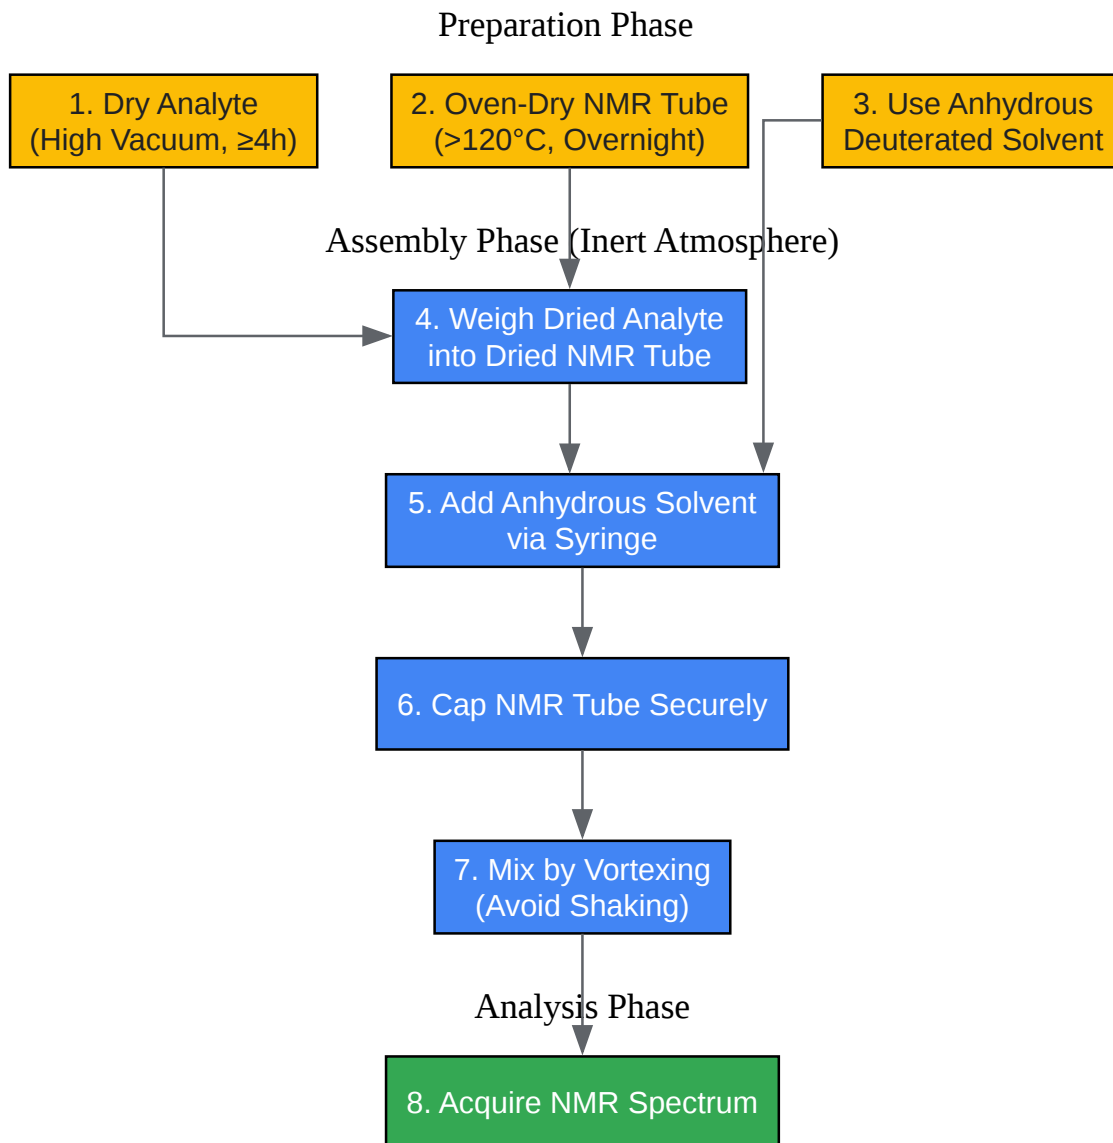 Preparation Phase
1. Dry Analyte
(High Vacuum, ≥4h)
2. Oven-Dry NMR Tube
(>120°C, Overnight)
3. Use Anhydrous
Deuterated Solvent
Assembly Phase (Inert Atmosphere)
4. Weigh Dried Analyte
into Dried NMR Tube
5. Add Anhydrous Solvent
via Syringe
6. Cap NMR Tube Securely
7. Mix by Vortexing
(Avoid Shaking)
Analysis Phase
8. Acquire NMR Spectrum